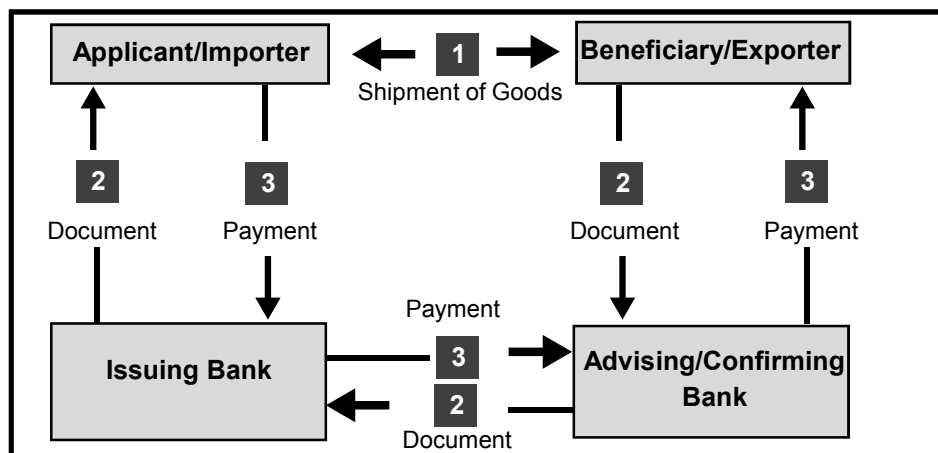 Applicant/Importer
1
Beneficiary/Exporter
Shipment of Goods
2
3
2
3
Document
Payment
Document
Payment
Payment
Issuing Bank
3
Advising/Confirming
Bank
2
Document